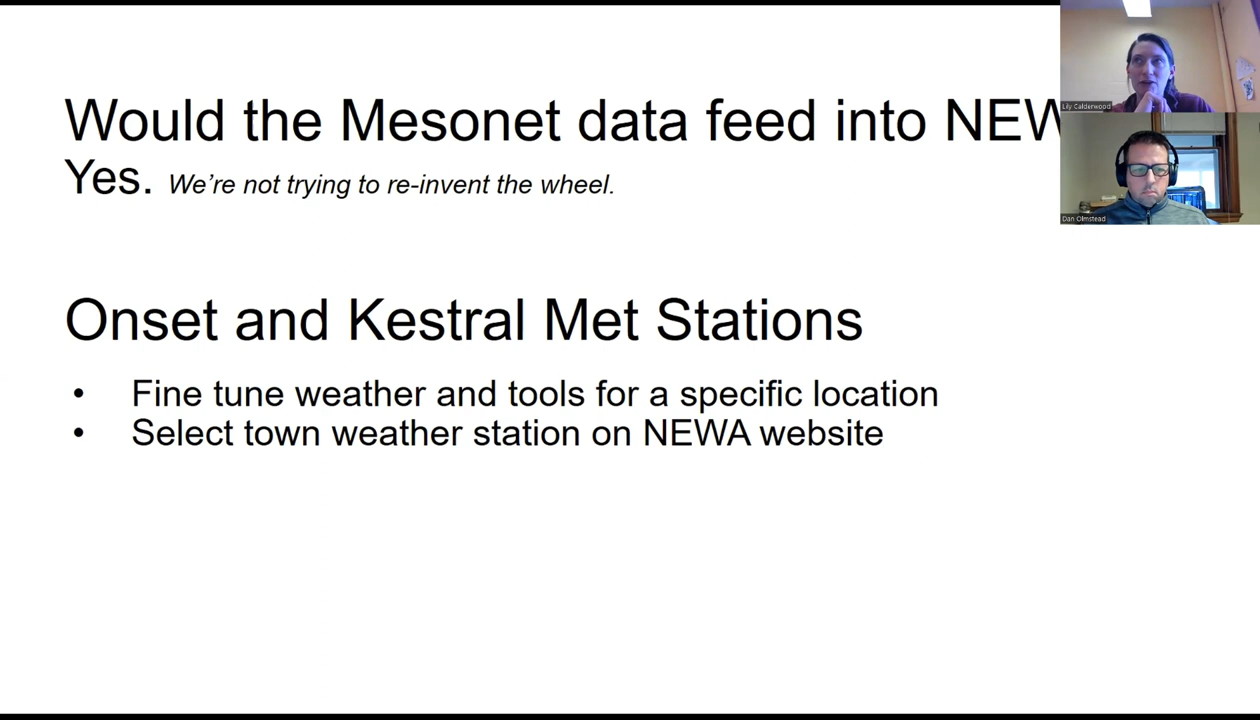 Would the Mesonet data feed into NEW
Yes. We're not trying to re-invent the wheel.
Onset and Kestral Met Stations
• Fine tune weather and tools for a specific location
• Select town weather station on NEWA website
Lily Calderwood
Dan Olmstead